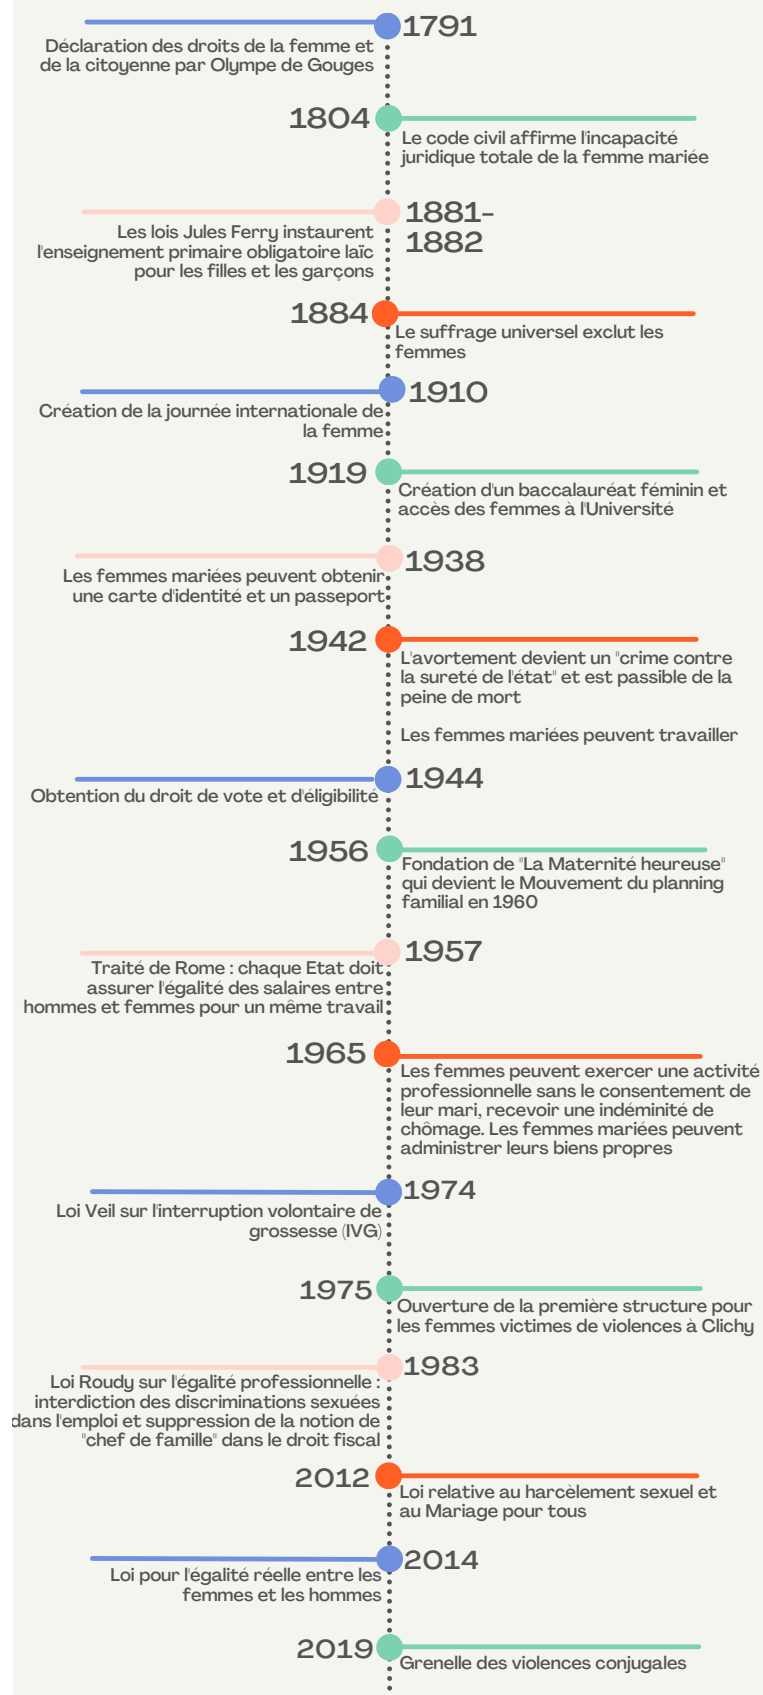 1791
Déclaration des droits de la femme et
de la citoyenne par Olympe de Gouges
1804
Le code civil affirme l'incapacité
juridique totale de la femme mariée
1881-
1882
Les lois Jules Ferry instaurent
l'enseignement primaire obligatoire laïc
pour les filles et les garçons
1884
Le suffrage universel exclut les
femmes
1910
Création de la journée internationale de
la femme
1919
Création d'un baccalauréat féminin et
accès des femmes à l'Université
1938
Les femmes mariées peuvent obtenir
une carte d'identité et un passeport
1942
L'avortement devient un "crime contre
la sureté de l'état" et est passible de la
peine de mort
Les femmes mariées peuvent travailler
1944
Obtention du droit de vote et d'éligibilité
1956
Fondation de "La Maternité heureuse"
qui devient le Mouvement du planning
familial en 1960
1957
Traité de Rome : chaque Etat doit
assurer l'égalité des salaires entre
hommes et femmes pour un même travail
1965
Les femmes peuvent exercer une activité
professionnelle sans le consentement de
leur mari, recevoir une indéminité de
chômage. Les femmes mariées peuvent
administrer leurs biens propres
1974
Loi Veil sur l'interruption volontaire de
grossesse (IVG)
1975
Ouverture de la première structure pour
les femmes victimes de violences à Clichy
1983
Loi Roudy sur l'égalité professionnelle :
interdiction des discriminations sexuées
dans l'emploi et suppression de la notion de
"chef de famille" dans le droit fiscal
2012
Loi relative au harcèlement sexuel et
au Mariage pour tous
2014
Loi pour l'égalité réelle entre les
femmes et les hommes
2019
Grenelle des violences conjugales